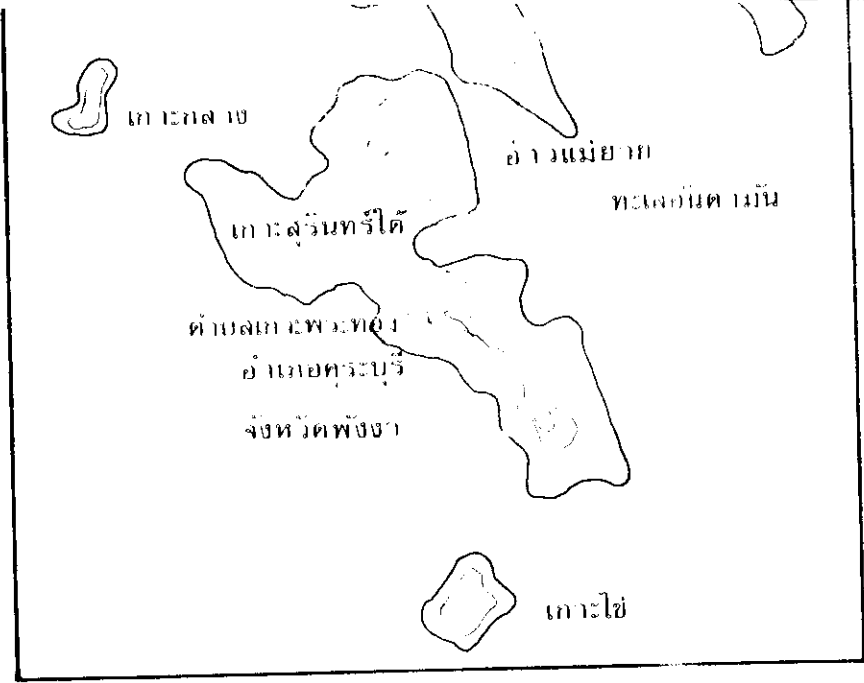 เกาะกลาง
อ่าวแม่ยาย
ทะเลอันดามัน
เกาะสุรินทร์ใต้
ตำบลเกาะพระทอง
อำเภอคุระบุรี
จังหวัดพังงา
เกาะไข่